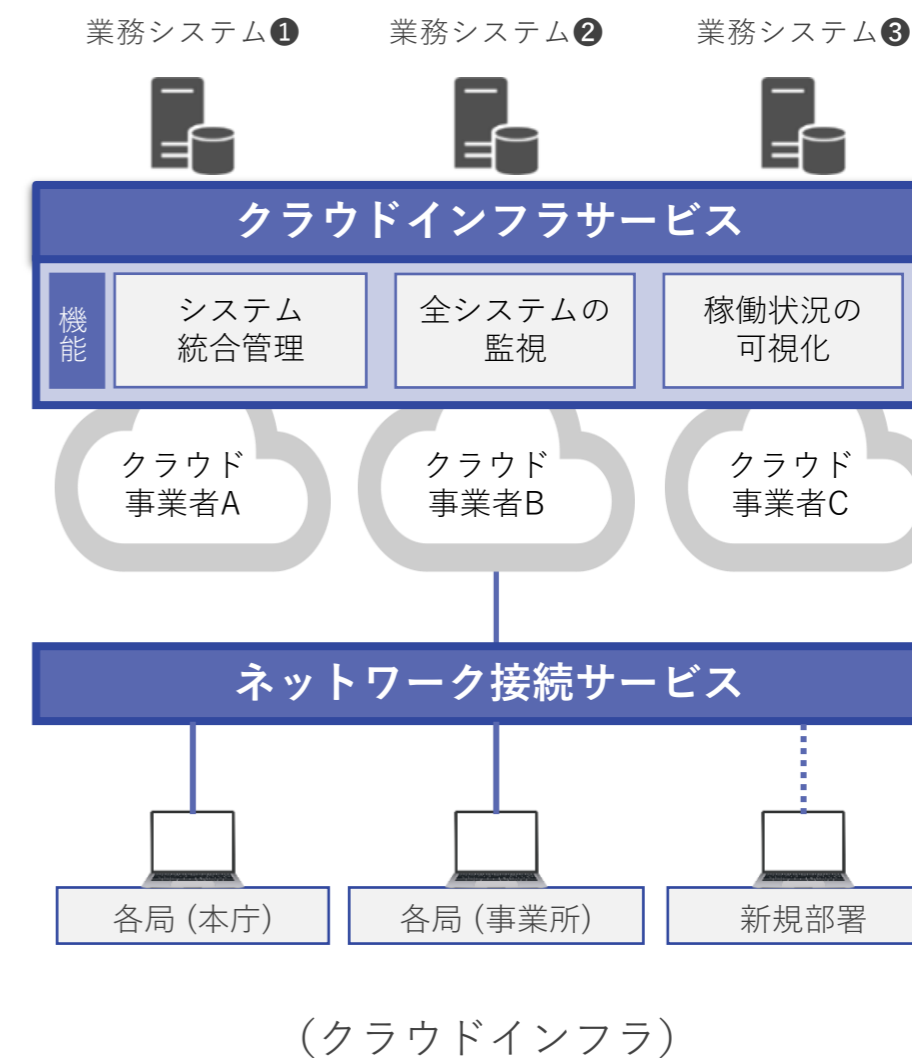 業務システム❶
業務システム❷
業務システム❸
クラウドインフラサービス
機能
システム
統合管理
全システムの
監視
稼働状況の
可視化
クラウド
事業者A
クラウド
事業者B
クラウド
事業者C
ネットワーク接続サービス
各局 (本庁)
各局 (事業所)
新規部署
(クラウドインフラ)